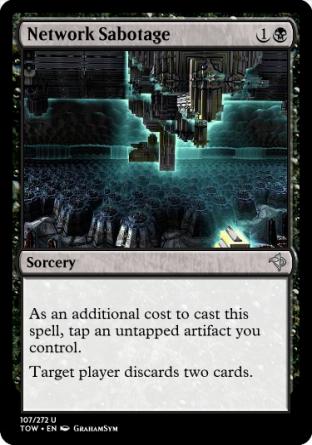 Network Sabotage 1
Sorcery
As an additional cost to cast this
spell, tap an untapped artifact you
control.
Target player discards two cards.
107/272 U
TOW • EN GRAHAMSYM